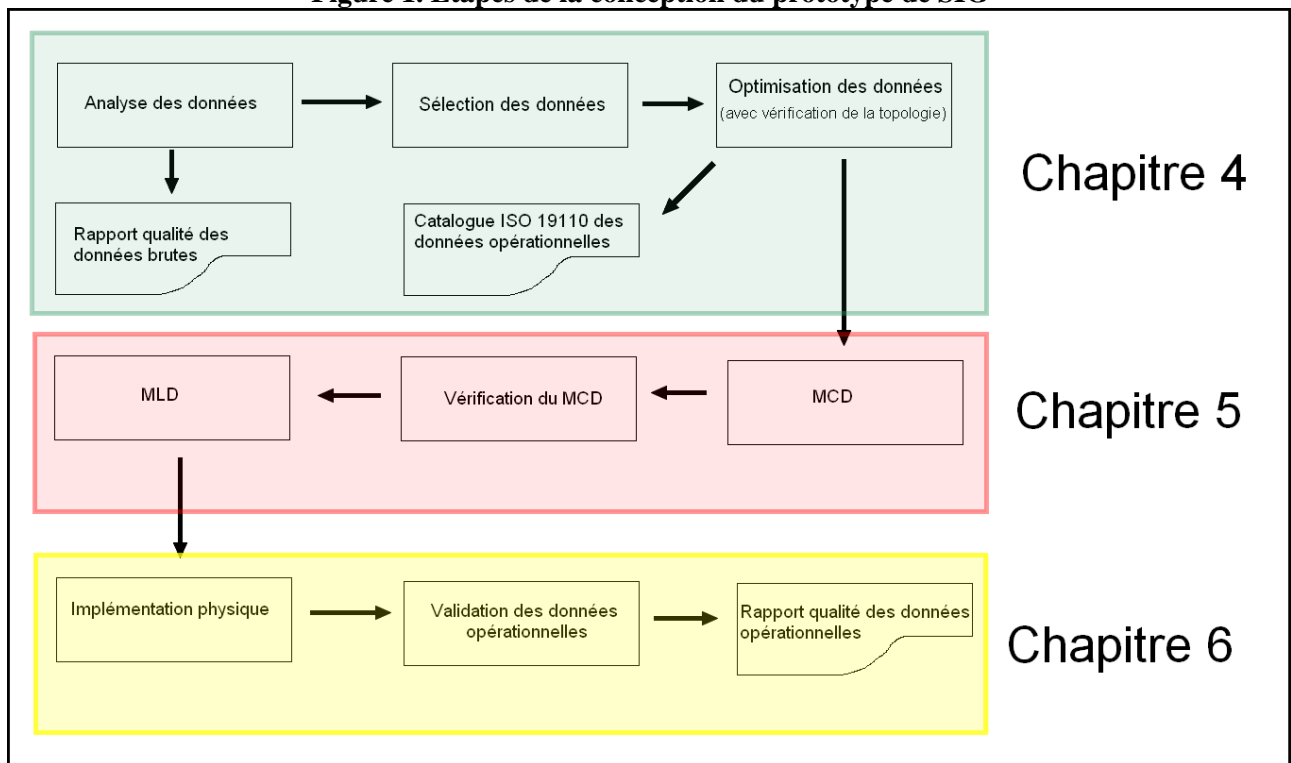 Figure 1. Etapes de la conception du prototype de SIG
Analyse des données
Sélection des données
Optimisation des données
(avec vérification de la topologie)
Chapitre 4
Rapport qualité des
données brutes
Catalogue ISO 19110 des
données opérationnelles
MLD
Vérification du MCD
MCD
Chapitre 5
Implémentation physique
Validation des données
opérationnelles
Rapport qualité des données
opérationnelles
Chapitre 6